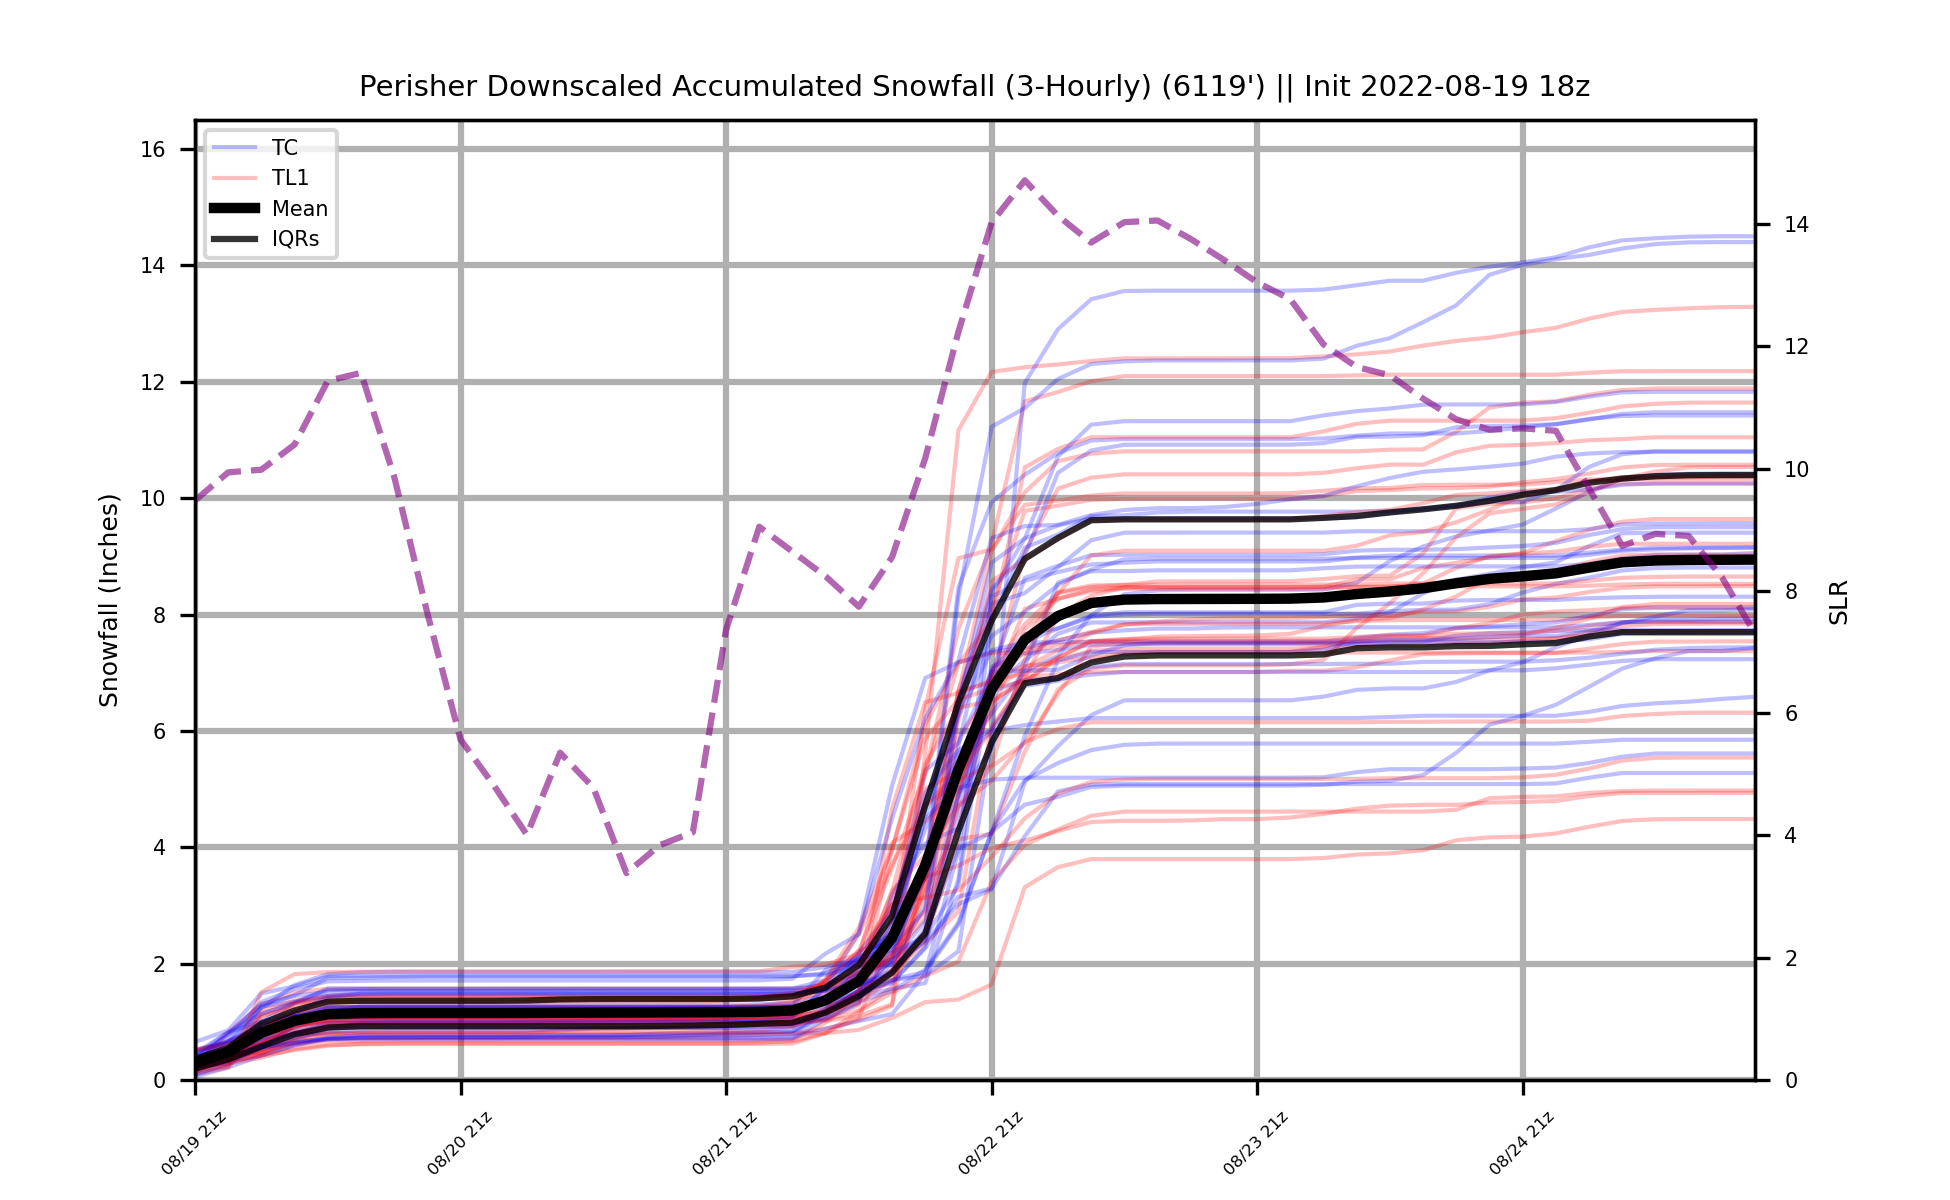 Perisher Downscaled Accumulated Snowfall (3-Hourly) (6119') || Init 2022-08-19 18z
TC
TL1
Mean
IQRs
Snowfall (Inches)
16
14
12
10
8
6
4
2
0
14
12
10
8
6
4
2
0
SLR
08/19 21z
08/20 21z
08/21 21z
08/22 21z
08/23 21z
08/24 21z